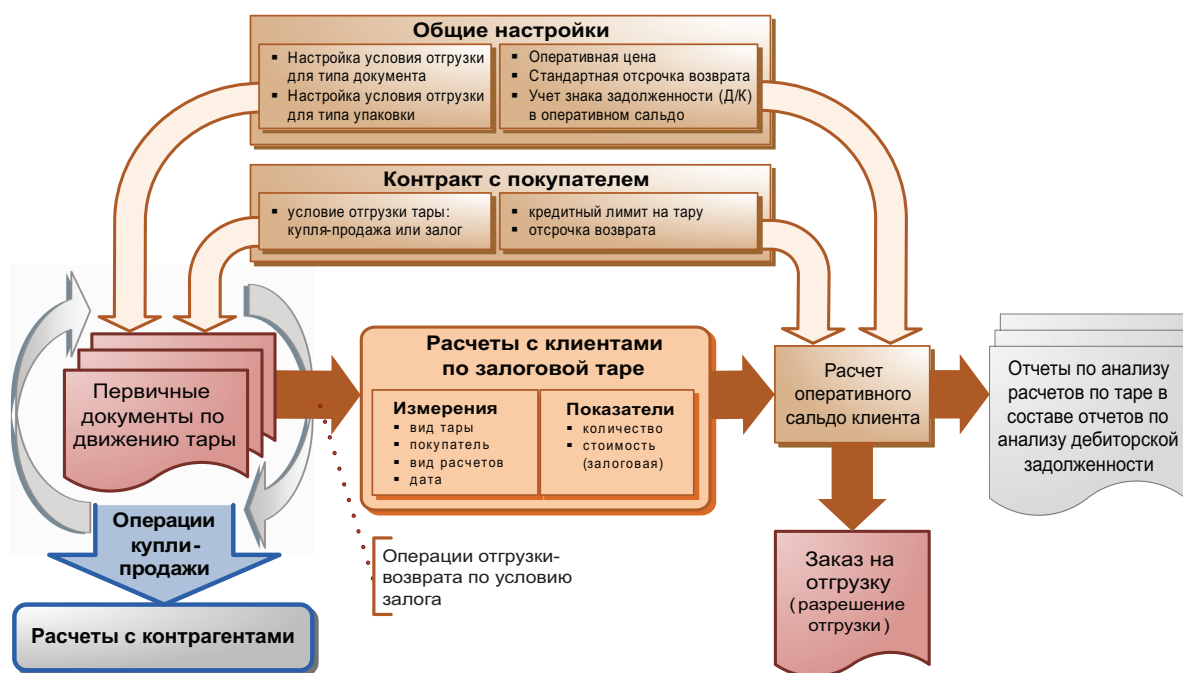 Общие настройки
▪ Настройка условия отгрузки
для типа документа
▪ Настройка условия отгрузки
для типа упаковки
▪ Оперативная цена
▪ Стандартная отсрочка возврата
▪ Учет знака задолженности (Д/К)
в оперативном сальдо
Контракт с покупателем
▪ условие отгрузки тары:
купля-продажа или залог
▪ кредитный лимит на тару
▪ отсрочка возврата
Первичные
документы по
движению тары
Расчеты с клиентами
по залоговой таре
Измерения
▪ вид тары
▪ покупатель
▪ вид расчетов
▪ дата
Показатели
▪ количество
▪ стоимость
(залоговая)
Расчет
оперативного
сальдо клиента
Отчеты по анализу
расчетов по таре в
составе отчетов по
анализу дебиторской
задолженности
Операции
купли-
продажи
Расчеты с контрагентами
Операции отгрузки-
возврата по условию
залога
Заказ на
отгрузку
(разрешение
отгрузки)